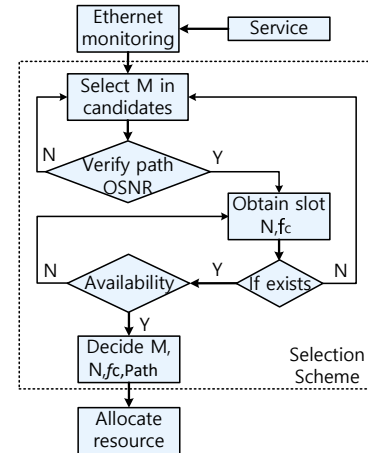 Ethernet
monitoring
Service
Select M in
candidates
N
Verify path
OSNR
Y
Obtain slot
N,fc
N
Availability
Y
If exists
N
Y
Decide M,
N,fc,Path
Selection
Scheme
Allocate
resource